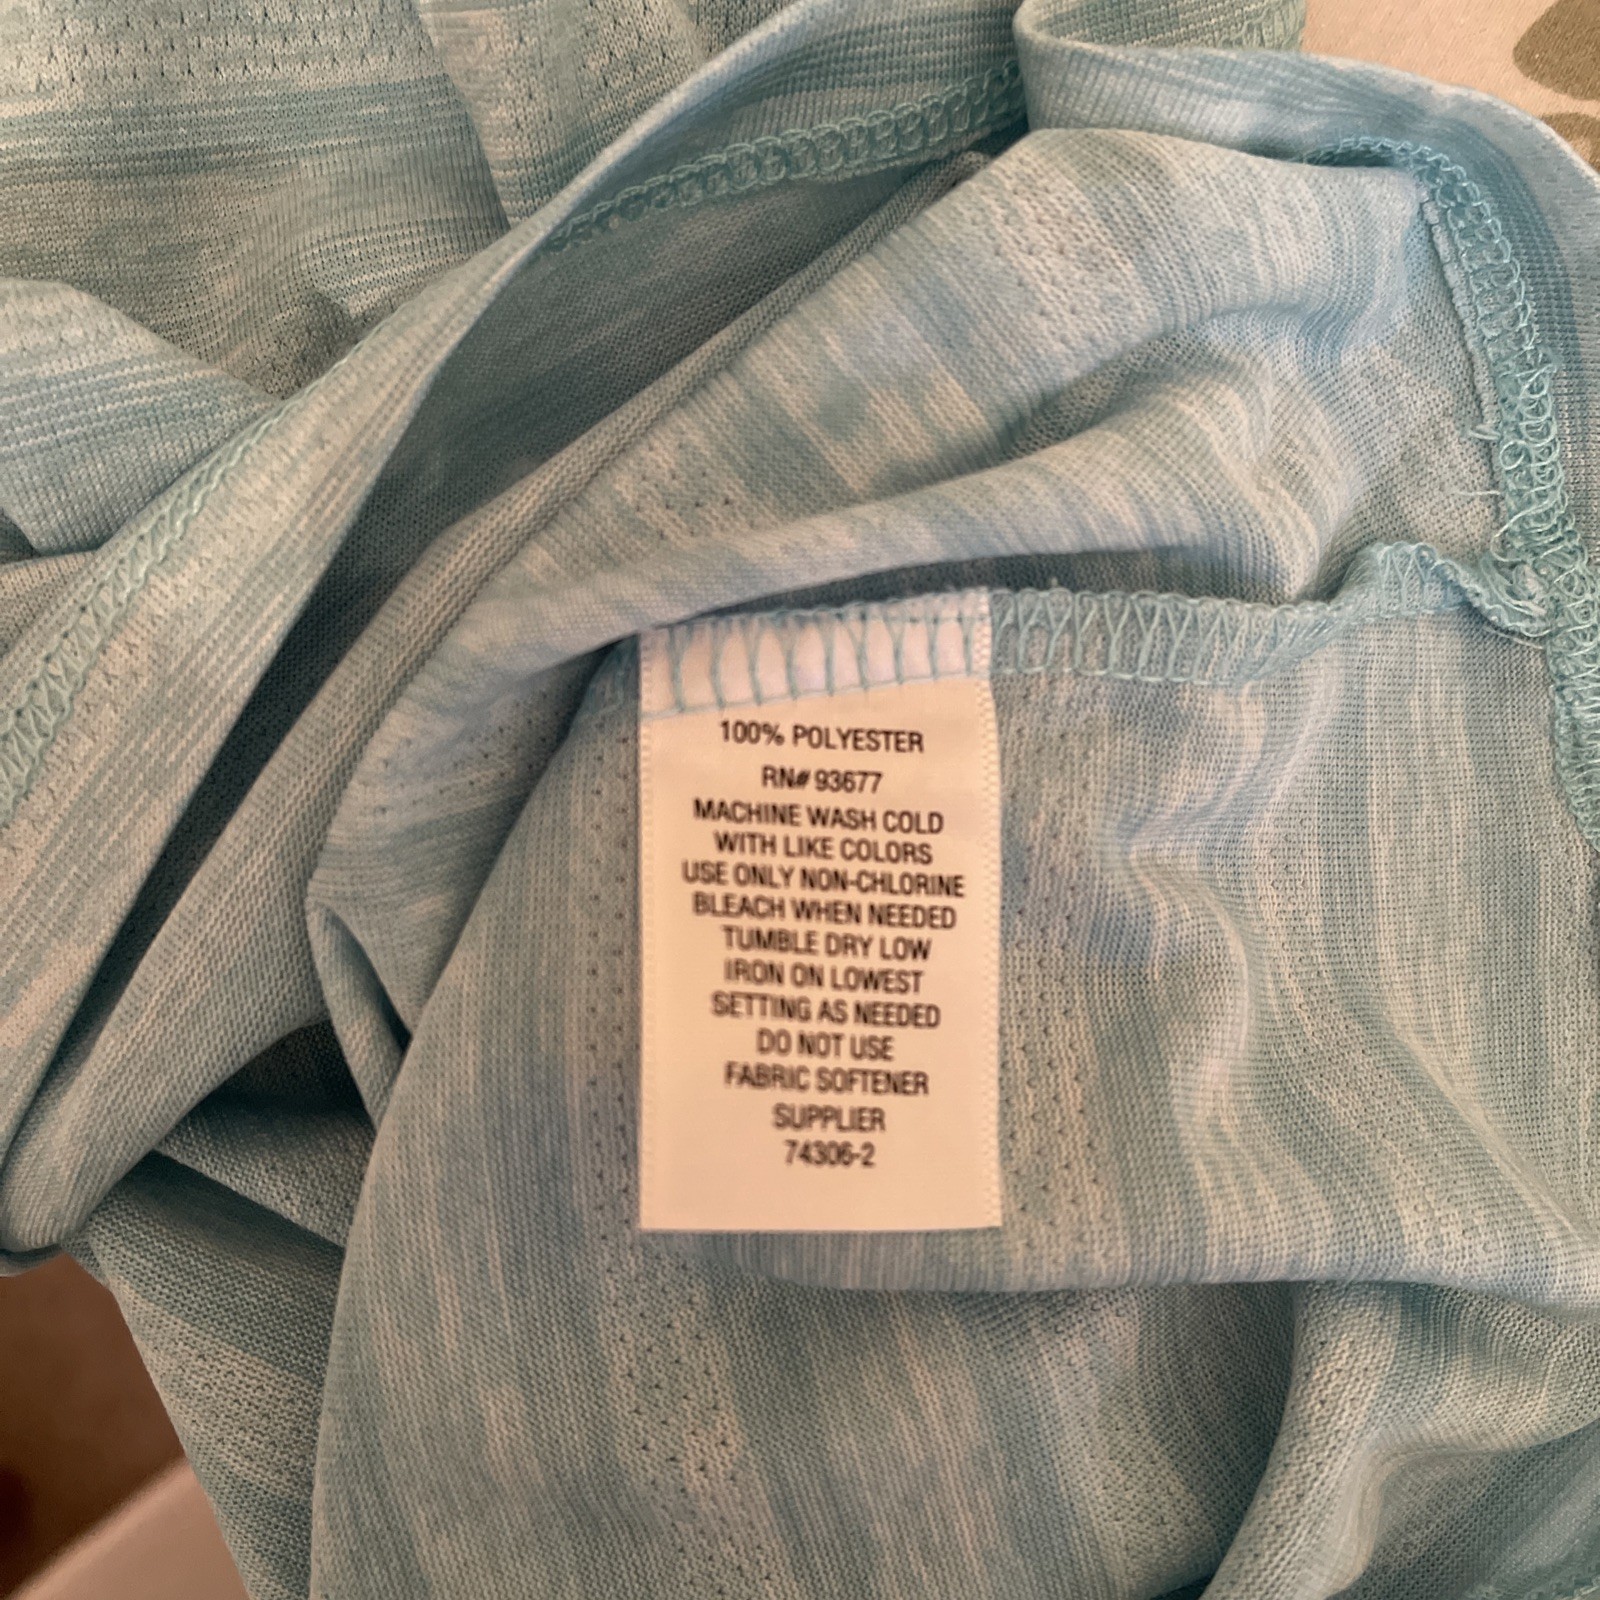 100% POLYESTER
RN# 93677
MACHINE WASH COLD
WITH LIKE COLORS
USE ONLY NON-CHLORINE
BLEACH WHEN NEEDED
TUMBLE DRY LOW
IRON ON LOWEST
SETTING AS NEEDED
DO NOT USE
FABRIC SOFTENER
SUPPLIER
74306-2